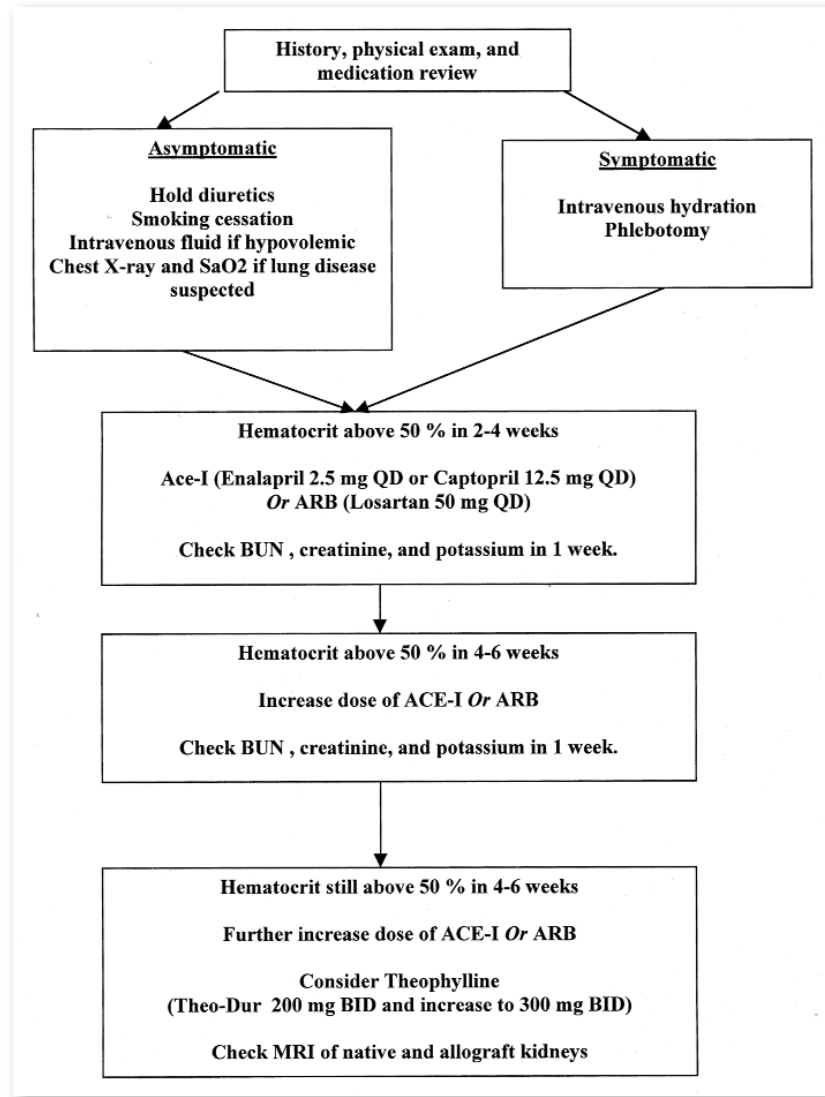 History, physical exam, and
medication review
Asymptomatic
Hold diuretics
Smoking cessation
Intravenous fluid if hypovolemic
Chest X-ray and SaO2 if lung disease
suspected
Symptomatic
Intravenous hydration
Phlebotomy
Hematocrit above 50 % in 2-4 weeks
Ace-I (Enalapril 2.5 mg QD or Captopril 12.5 mg QD)
Or ARB (Losartan 50 mg QD)
Check BUN , creatinine, and potassium in 1 week.
Hematocrit above 50 % in 4-6 weeks
Increase dose of ACE-I Or ARB
Check BUN , creatinine, and potassium in 1 week.
Hematocrit still above 50 % in 4-6 weeks
Further increase dose of ACE-I Or ARB
Consider Theophylline
(Theo-Dur 200 mg BID and increase to 300 mg BID)
Check MRI of native and allograft kidneys